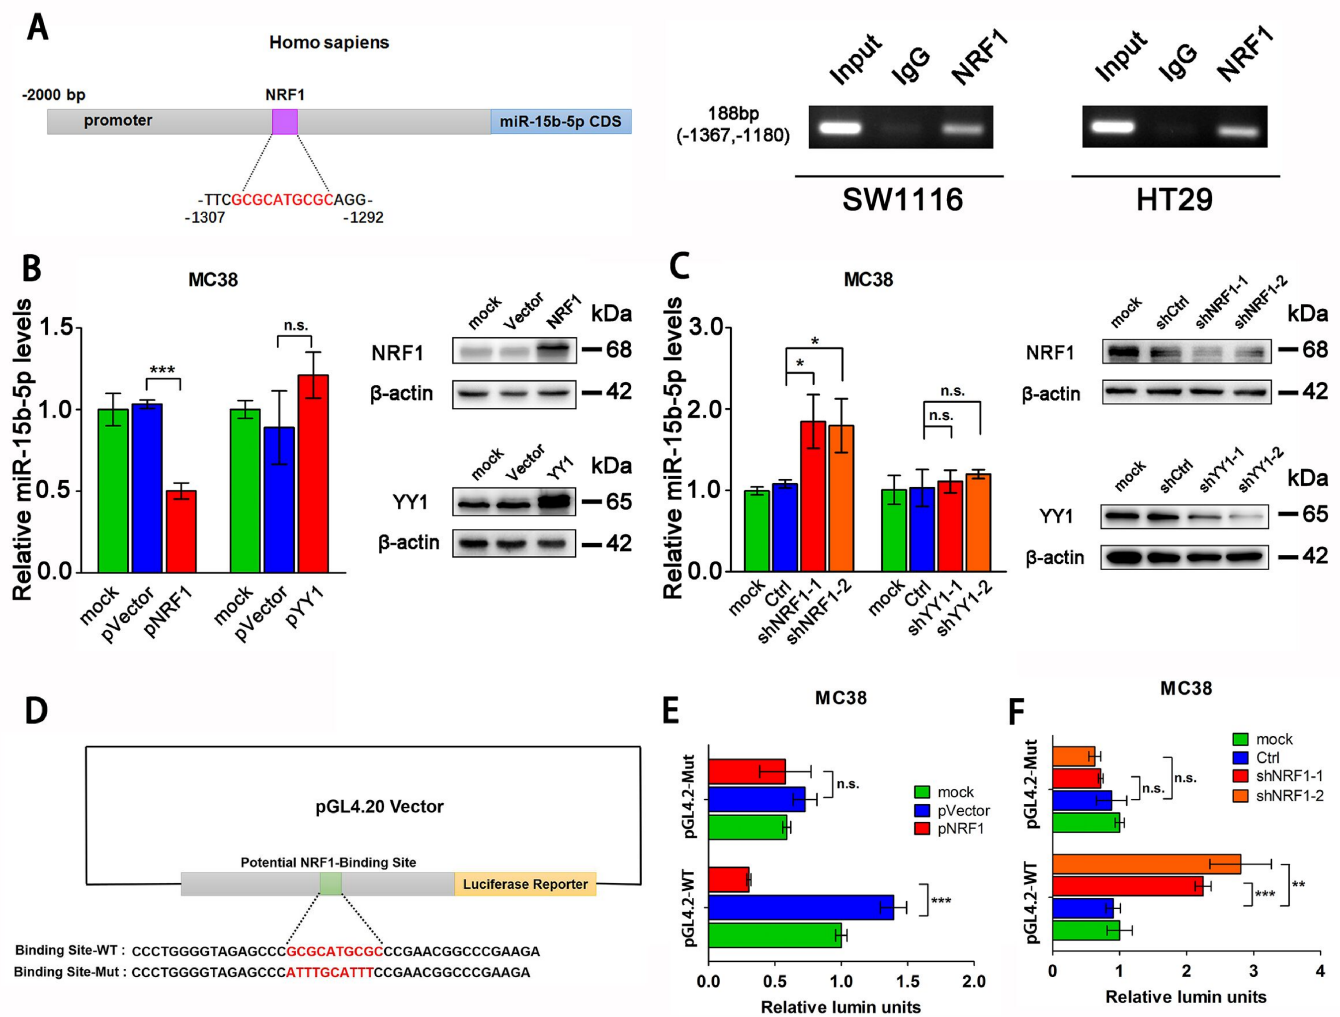 A
Homo sapiens
-2000 bp
NRF1
promoter
miR-15b-5p CDS
-TTCGCGCATGCGCAGG-
-1307
-1292
Input
IgG
NRF1
Input
IgG
NRF1
188bp
(-1367,-1180)
SW1116
HT29
B
MC38
Relative miR-15b-5p levels
1.5
1.0
0.5
0.0
***
n.s.
mock
pVector
pNRF1
mock
pVector
pYY1
mock
Vector
NRF1
kDa
NRF1
68
β-actin
42
mock
Vector
YY1
kDa
YY1
65
β-actin
42
C
MC38
Relative miR-15b-5p levels
3.0
2.0
1.0
0.0
*
*
n.s.
n.s.
mock
Ctrl
shNRF1-1
shNRF1-2
mock
Ctrl
shYY1-1
shYY1-2
mock
shCtrl
shNRF1-1
shNRF1-2
kDa
NRF1
68
β-actin
42
mock
shCtrl
shYY1-1
shYY1-2
kDa
YY1
65
β-actin
42
D
pGL4.20 Vector
Potential NRF1-Binding Site
Luciferase Reporter
Binding Site-WT : CCCTGGGGTAGAGCCCGCGCATGCGCCCGAACGGCCCGAAGA
Binding Site-Mut : CCCTGGGGTAGAGCCCATTTGCATTTCCGAACGGCCCGAAGA
E
MC38
pGL4.2-Mut
pGL4.2-WT
n.s.
***
mock
pVector
pNRF1
0.0
0.5
1.0
1.5
2.0
Relative lumin units
F
MC38
pGL4.2-Mut
pGL4.2-WT
n.s.
n.s.
***
**
mock
Ctrl
shNRF1-1
shNRF1-2
0
1
2
3
4
Relative lumin units